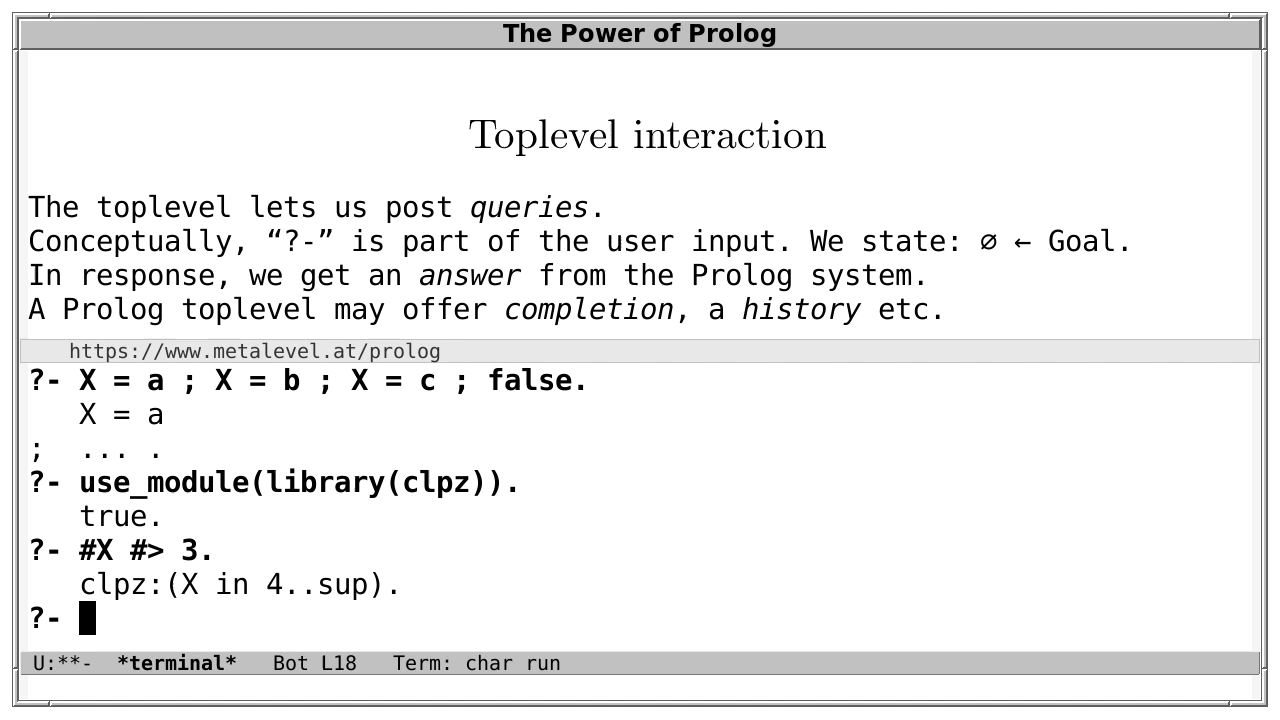 The Power of Prolog
Toplevel interaction
The toplevel lets us post queries.
Conceptually, “?-” is part of the user input. We state: ∅ ← Goal.
In response, we get an answer from the Prolog system.
A Prolog toplevel may offer completion, a history etc.
https://www.metalevel.at/prolog
?- X = a ; X = b ; X = c ; false.
   X = a
;  ... .
?- use_module(library(clpz)).
   true.
?- #X #> 3.
   clpz:(X in 4..sup).
?-
U:**-  *terminal*   Bot L18   Term: char run